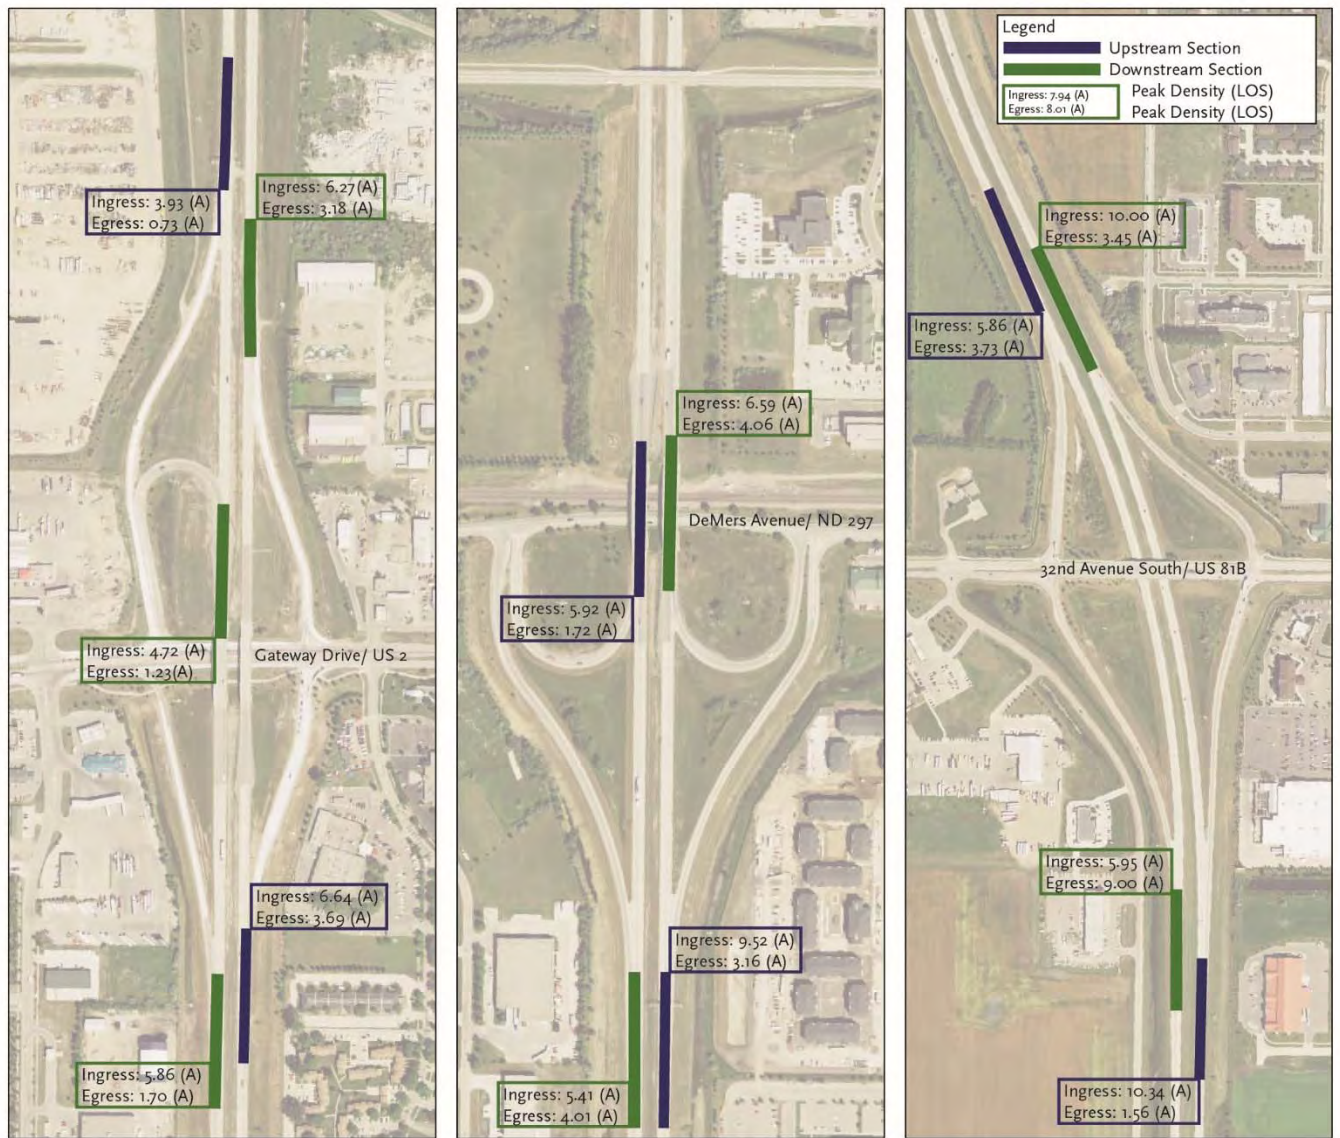 Ingress: 3.93 (A)
Egress: 0.73 (A)
Ingress: 6.27(A)
Egress: 3.18 (A)
Ingress: 4.72 (A)
Egress: 1.23(A)
Gateway Drive/ US 2
Ingress: 6.64 (A)
Egress: 3.69 (A)
Ingress: 5.86 (A)
Egress: 1.70 (A)
Ingress: 6.59 (A)
Egress: 4.06 (A)
DeMers Avenue/ ND 297
Ingress: 5.92 (A)
Egress: 1.72 (A)
Ingress: 9.52 (A)
Egress: 3.16 (A)
Ingress: 5.41 (A)
Egress: 4.01 (A)
Legend
Upstream Section
Downstream Section
Ingress: 7.94 (A) Peak Density (LOS)
Egress: 8.01 (A) Peak Density (LOS)
Ingress: 10.00 (A)
Egress: 3.45 (A)
Ingress: 5.86 (A)
Egress: 3.73 (A)
32nd Avenue South/ US 81B
Ingress: 5.95 (A)
Egress: 9.00 (A)
Ingress: 10.34 (A)
Egress: 1.56 (A)